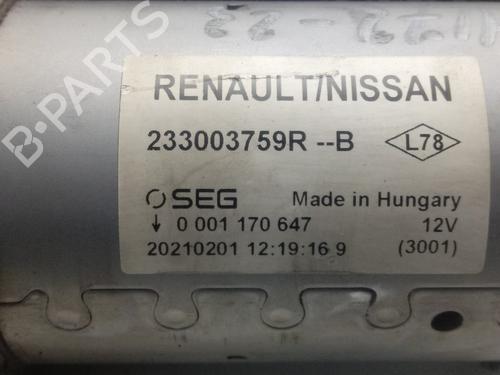 B-PARTS
RENAULT/NISSAN
233003759R --B
L78
SEG
Made in Hungary
↓ 0 001 170 647
12V
20210201 12:19:16 9
(3001)